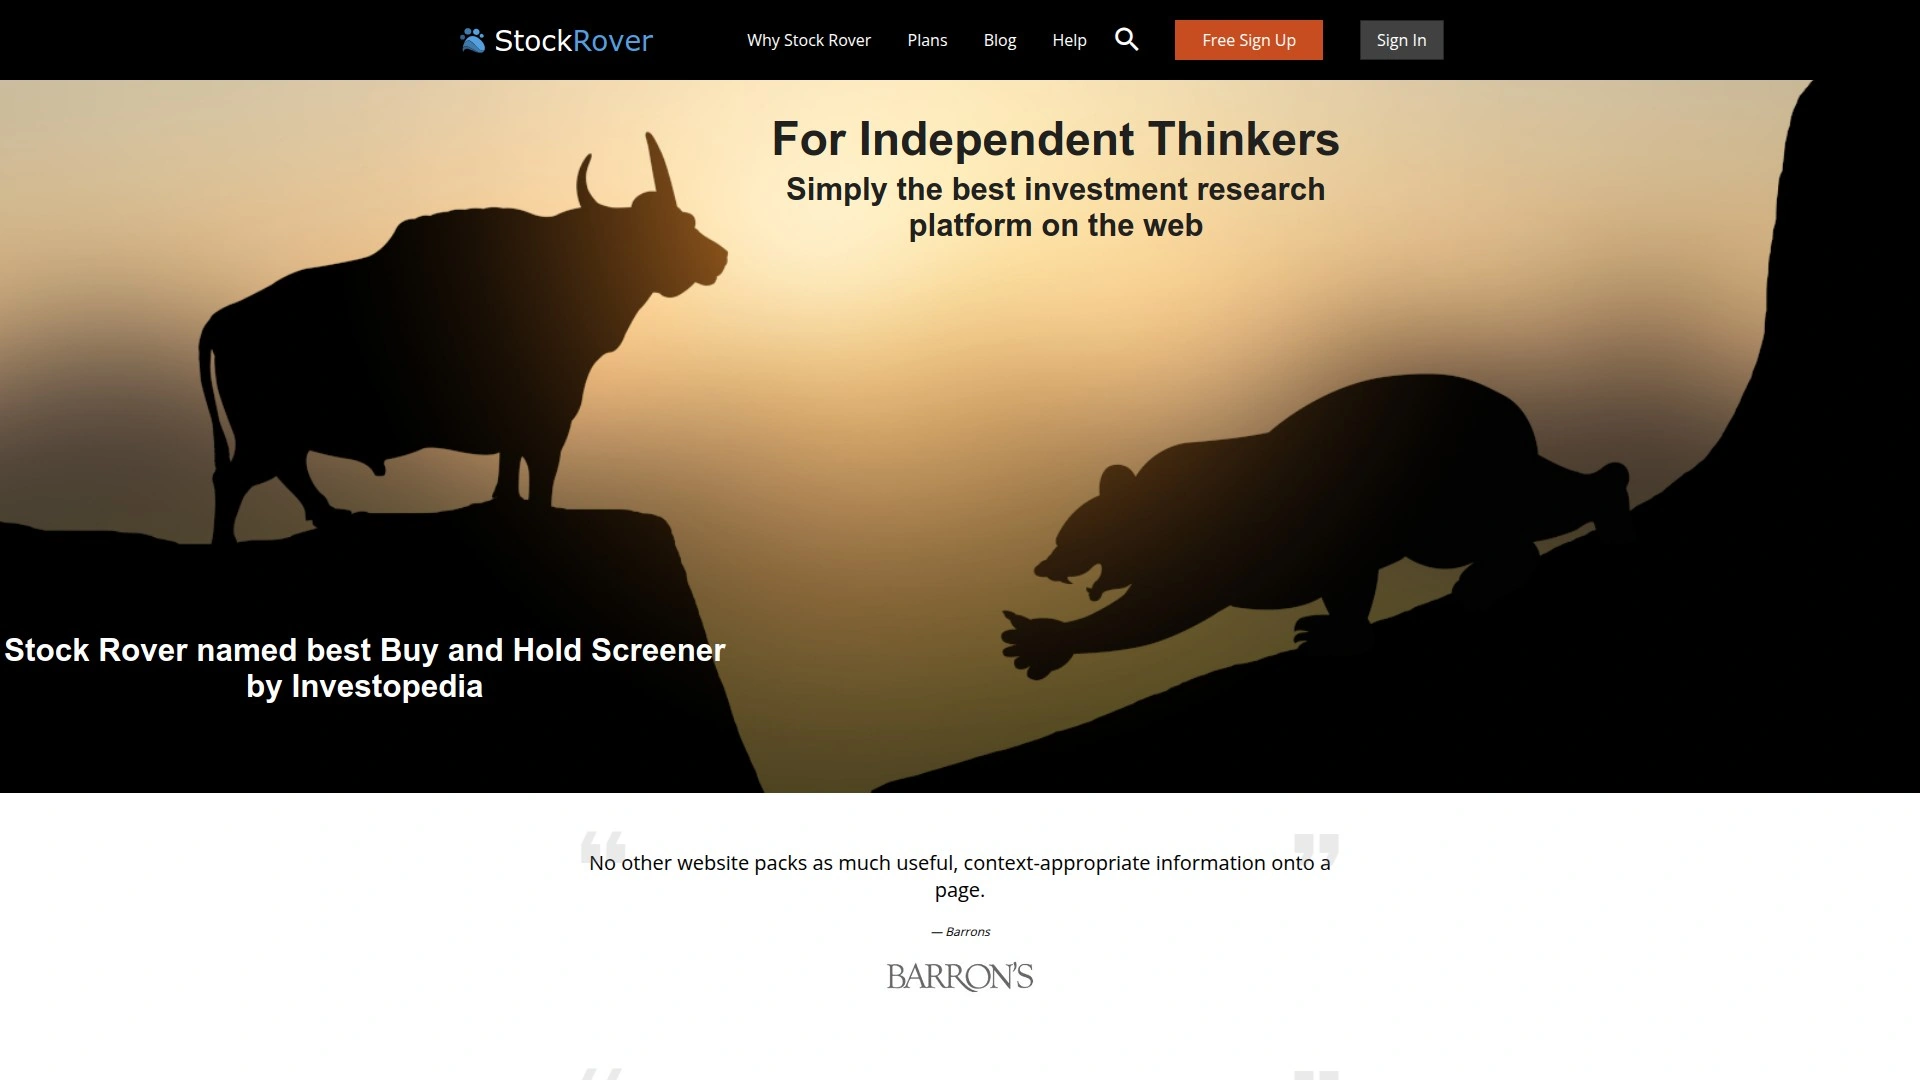 StockRover
Why Stock Rover
Plans
Blog
Help
Free Sign Up
Sign In
For Independent Thinkers
Simply the best investment research
platform on the web
Stock Rover named best Buy and Hold Screener
by Investopedia
No other website packs as much useful, context-appropriate information onto a
page.
— Barrons
BARRON'S